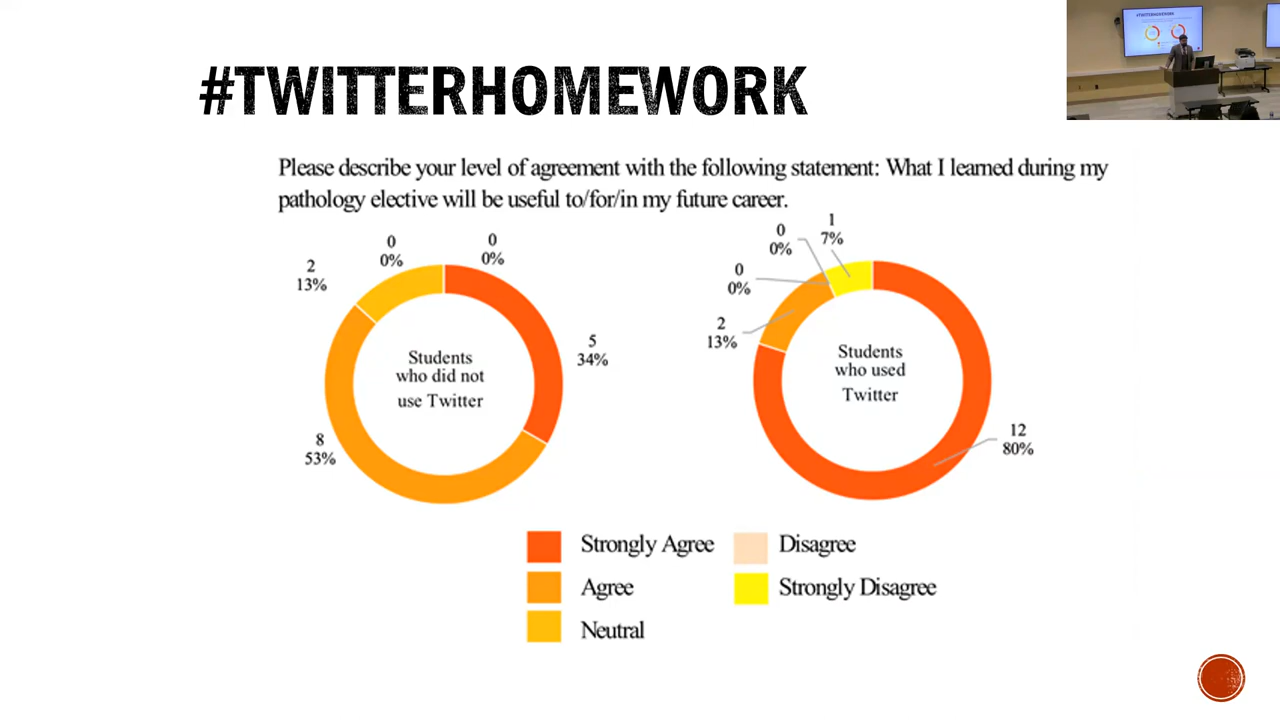 #TWITTERHOMEWORK
Please describe your level of agreement with the following statement: What I learned during my
pathology elective will be useful to/for/in my future career.
0
0%
0
0%
2
13%
5
34%
8
53%
Students
who did not
use Twitter
1
7%
0
0%
0
0%
2
13%
12
80%
Students
who used
Twitter
Strongly Agree
Agree
Neutral
Disagree
Strongly Disagree
#TWITTERHOMEWORK